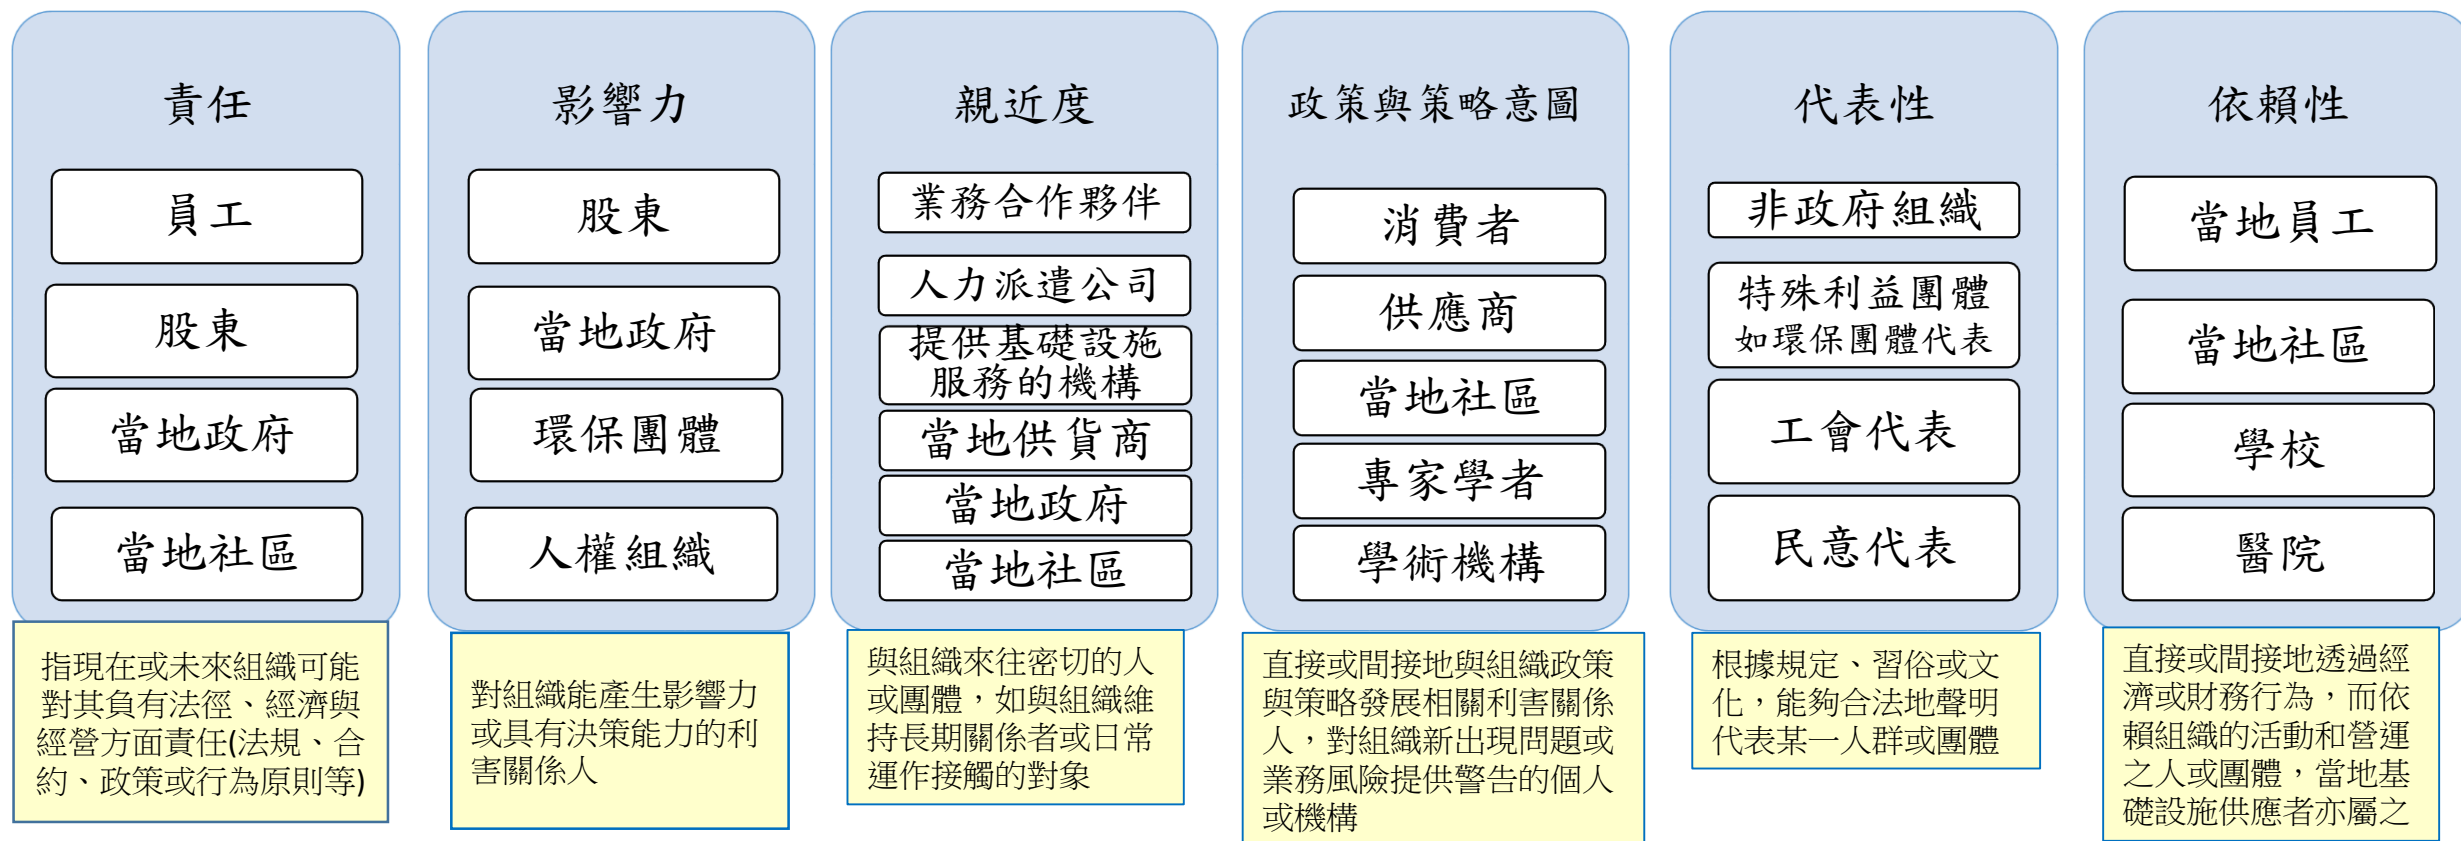 責任
員工
股東
當地政府
當地社區
指現在或未來組織可能
對其負有法徑、經濟與
經營方面責任(法規、合
約、政策或行為原則等)
影響力
股東
當地政府
環保團體
人權組織
對組織能產生影響力
或具有決策能力的利
害關係人
親近度
業務合作夥伴
人力派遣公司
提供基礎設施
服務的機構
當地供貨商
當地政府
當地社區
與組織來往密切的人
或團體，如與組織維
持長期關係者或日常
運作接觸的對象
政策與策略意圖
消費者
供應商
當地社區
專家學者
學術機構
直接或間接地與組織政策
與策略發展相關利害關係
人，對組織新出現問題或
業務風險提供警告的個人
或機構
代表性
非政府組織
特殊利益團體
如環保團體代表
工會代表
民意代表
根據規定、習俗或文
化，能夠合法地聲明
代表某一人群或團體
依賴性
當地員工
當地社區
學校
醫院
直接或間接地透過經
濟或財務行為，而依
賴組織的活動和營運
之人或團體，當地基
礎設施供應者亦屬之